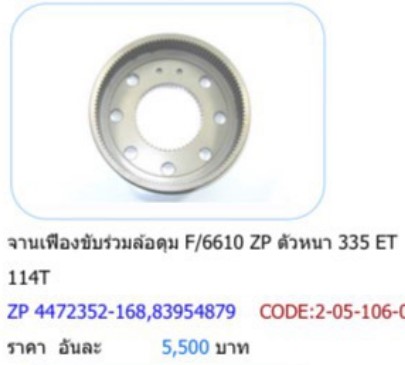 จานเฟืองขับร่วมล้อดุม F/6610 ZP ตัวหนา 335 ET
114T
ZP 4472352-168,83954879 CODE:2-05-106-0
ราคา อันละ 5,500 บาท